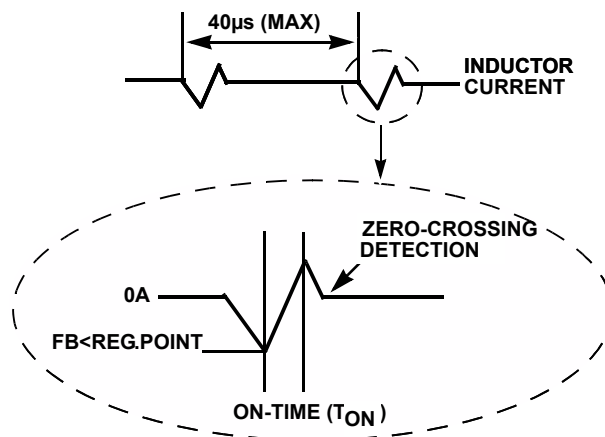 40µs (MAX)
INDUCTOR
CURRENT
ZERO-CROSSING
DETECTION
0A
FB<REG.POINT
ON-TIME (TON)